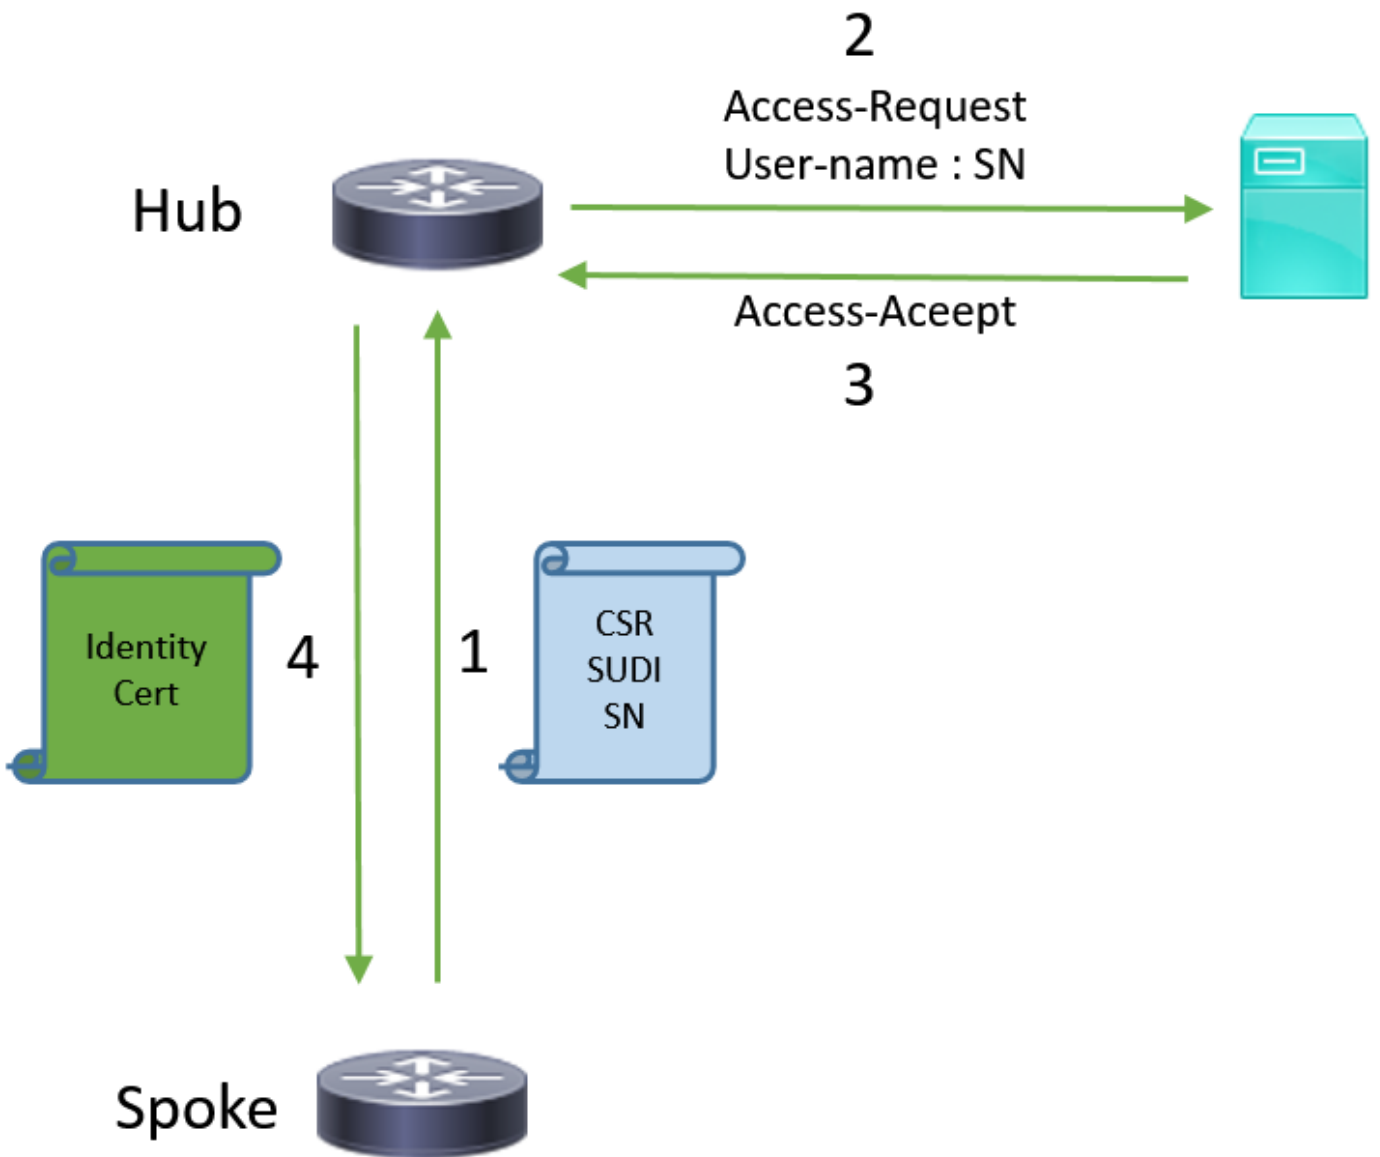 2
Access-Request
User-name : SN
Hub
Access-Aceept
3
Identity
Cert
4
1
CSR
SUDI
SN
Spoke